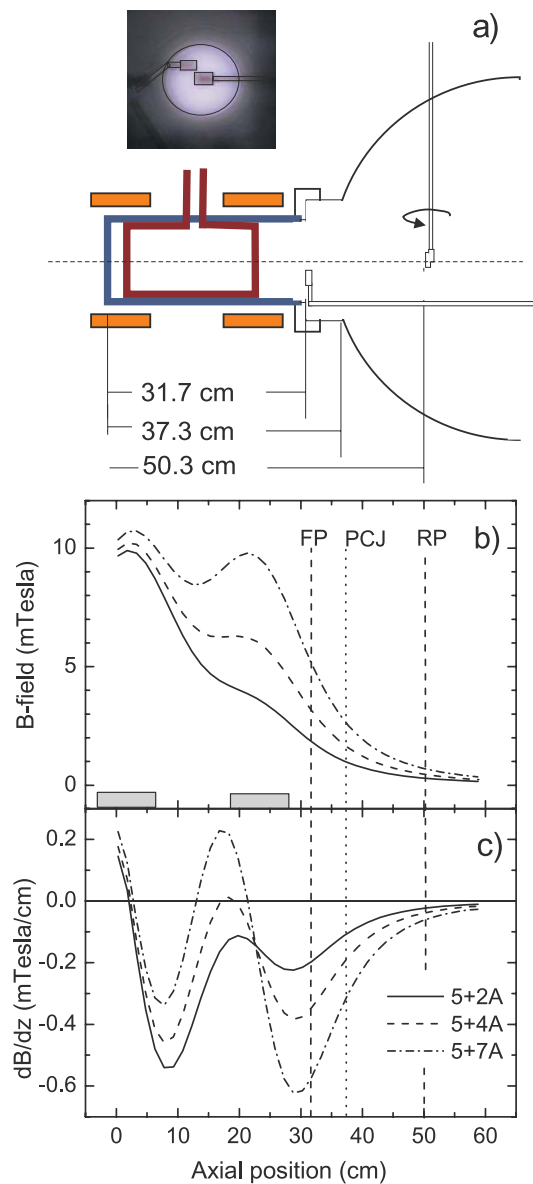 a)
31.7 cm
37.3 cm
50.3 cm
FP
PCJ
RP
b)
10
5
0
B-field (mTesla)
c)
0.2
0.0
-0.2
-0.4
-0.6
dB/dz (mTesla/cm)
5+2A
5+4A
5+7A
0 10 20 30 40 50 60
Axial position (cm)